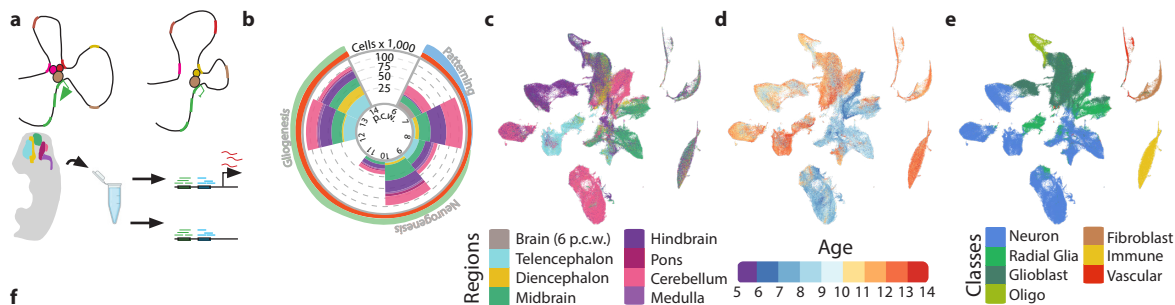 a
b
c
d
e
Cells x 1,000
100
75
50
25
14
6
p.c.w.
13
7
12
8
11
9
10
Patterning
Gliogenesis
Neurogenesis
Regions
Brain (6 p.c.w.)
Telencephalon
Diencephalon
Midbrain
Hindbrain
Pons
Cerebellum
Medulla
Age
5 6 7 8 9 10 11 12 13 14
Classes
Neuron
Radial Glia
Glioblast
Oligo
Fibroblast
Immune
Vascular
f